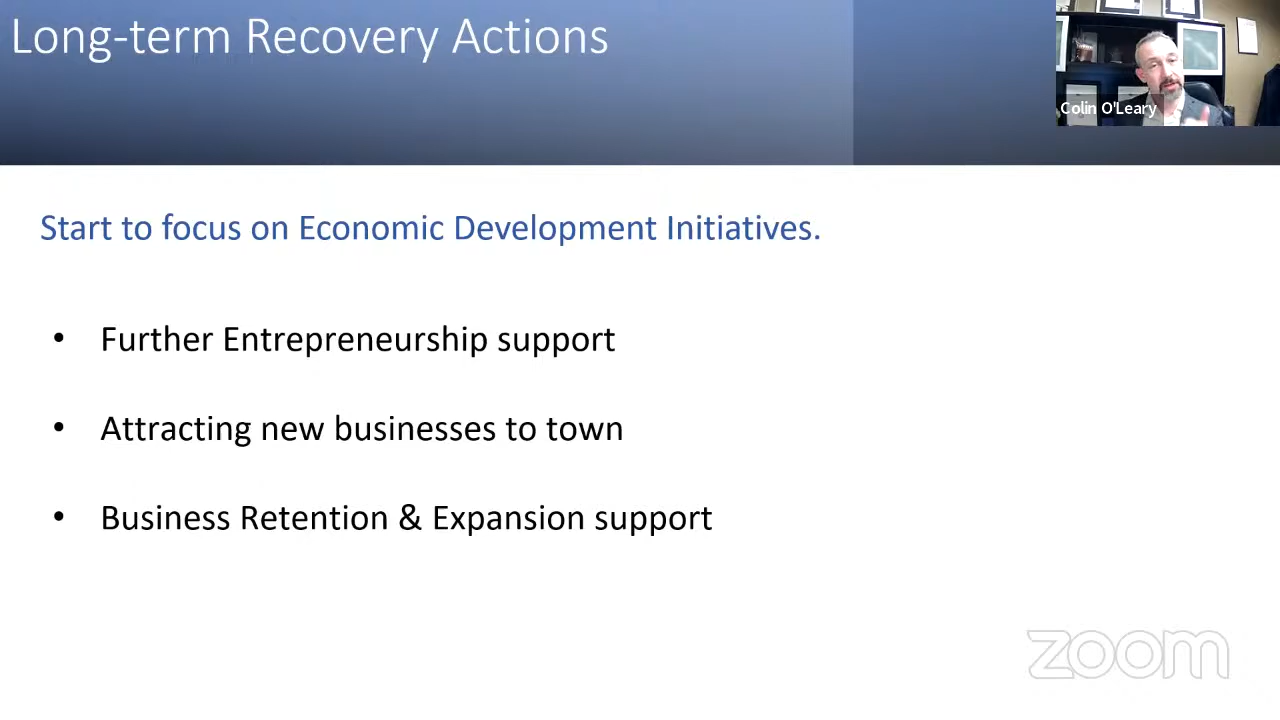 Long-term Recovery Actions
Colin O'Leary
Start to focus on Economic Development Initiatives.
• Further Entrepreneurship support
• Attracting new businesses to town
• Business Retention & Expansion support
zoom